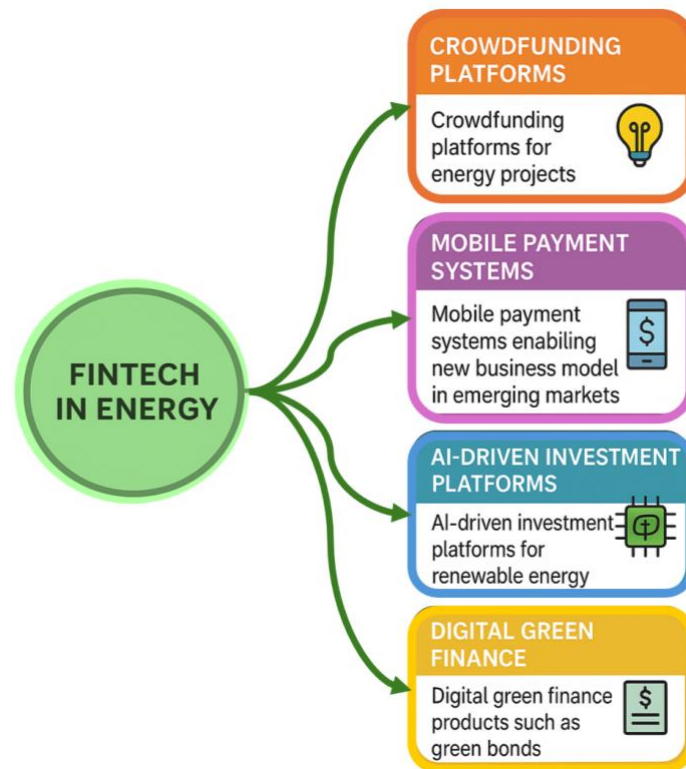 FINTECH
IN ENERGY
CROWDFUNDING
PLATFORMS
Crowdfunding
platforms for
energy projects
MOBILE PAYMENT
SYSTEMS
Mobile payment
systems enabiling
new business model
in emerging markets
$
AI-DRIVEN INVESTMENT
PLATFORMS
AI-driven investment
platforms for
renewable energy
DIGITAL GREEN
FINANCE
Digital green finance
products such as
green bonds
$